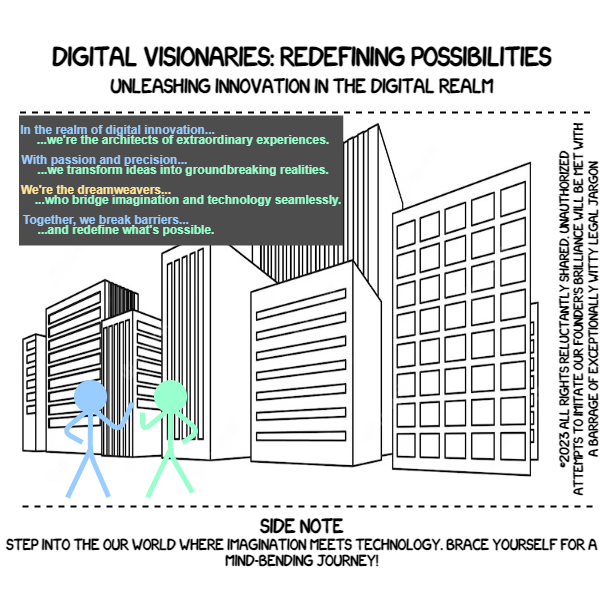 DIGITAL VISIONARIES: REDEFINING POSSIBILITIES
UNLEASHING INNOVATION IN THE DIGITAL REALM
In the realm of digital innovation...
...we're the architects of extraordinary experiences.
With passion and precision...
...we transform ideas into groundbreaking realities.
We're the dreamweavers...
...who bridge imagination and technology seamlessly.
Together, we break barriers...
...and redefine what's possible.
©2023 ALL RIGHTS RELUCTANTLY SHARED. UNAUTHORIZED
ATTEMPTS TO IMITATE OUR FOUNDER'S BRILLIANCE WILL BE MET WITH
A BARRAGE OF EXCEPTIONALLY WITTY LEGAL JARGON
SIDE NOTE
STEP INTO THE OUR WORLD WHERE IMAGINATION MEETS TECHNOLOGY. BRACE YOURSELF FOR A
MIND-BENDING JOURNEY!